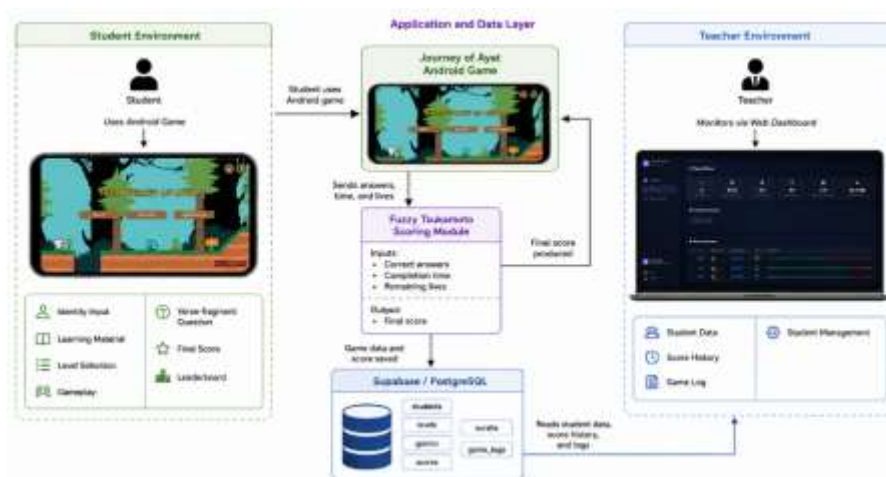 Application and Data Layer
Student Environment
Student
Uses Android Game
Identity Input
Learning Material
Level Selection
Gameplay
Verse-fragment
Question
Final Score
Leaderboard
Student uses
Android game
Journey of Ayat
Android Game
Sends answers,
time, and lives
Fuzzy Tsukamoto
Scoring Module
Inputs:
• Correct answers
• Completion time
• Remaining lives
Output:
• Final score
Final score
produced
Game data and
score saved
Supabase / PostgreSQL
students
levels
games
scores
surahs
game_logs
Reads student data,
score history,
and logs
Teacher Environment
Teacher
Monitors via Web Dashboard
Student Data
Score History
Game Log
Student Management